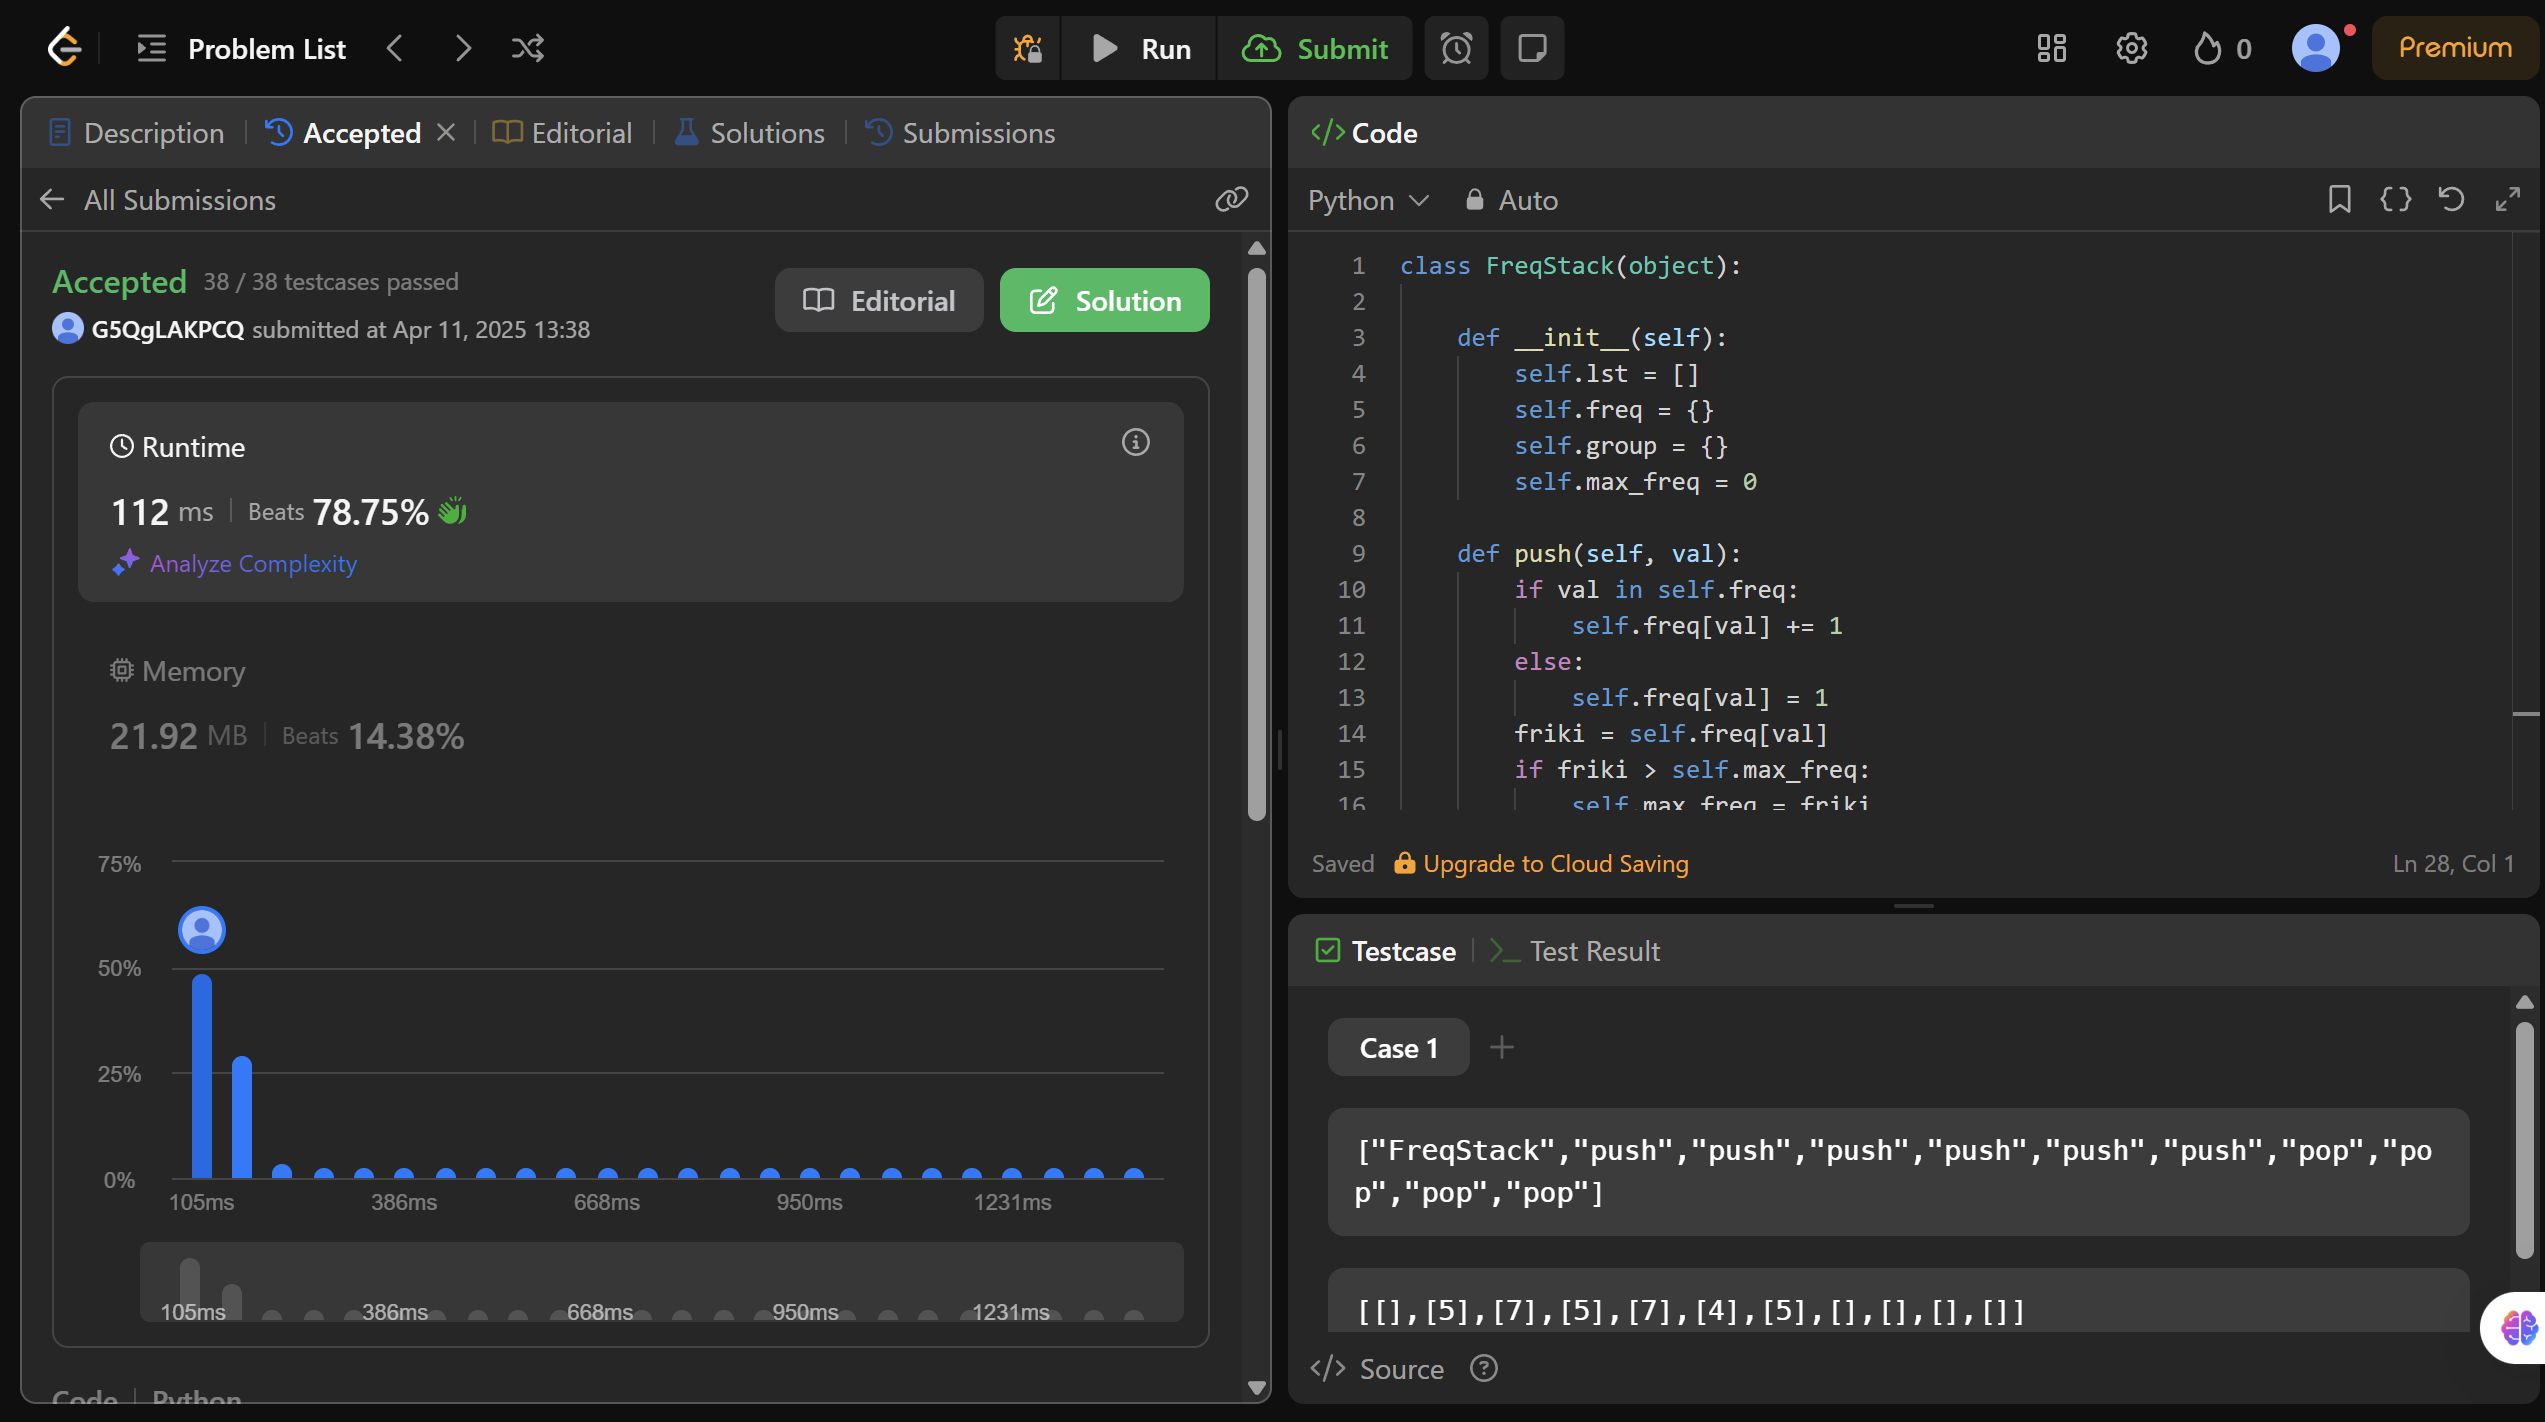 Problem List
Run
Submit
0
Premium
Description
Accepted
Editorial
Solutions
Submissions
All Submissions
Accepted 38 / 38 testcases passed
G5QgLAKPCQ submitted at Apr 11, 2025 13:38
Editorial
Solution
Runtime
112 ms Beats 78.75%
Analyze Complexity
Memory
21.92 MB Beats 14.38%
75%
50%
25%
0%
105ms 386ms 668ms 950ms 1231ms
105ms 386ms 668ms 950ms 1231ms
Code Python
</> Code
Python Auto
1 class FreqStack(object):
2
3 def __init__(self):
4 self.lst = []
5 self.freq = {}
6 self.group = {}
7 self.max_freq = 0
8
9 def push(self, val):
10 if val in self.freq:
11 self.freq[val] += 1
12 else:
13 self.freq[val] = 1
14 friki = self.freq[val]
15 if friki > self.max_freq:
16 self.max_freq = friki
Saved Upgrade to Cloud Saving Ln 28, Col 1
Testcase Test Result
Case 1 +
["FreqStack","push","push","push","push","push","push","pop","po
p","pop","pop"]
[[],[5],[7],[5],[7],[4],[5],[],[],[],[]]
</> Source